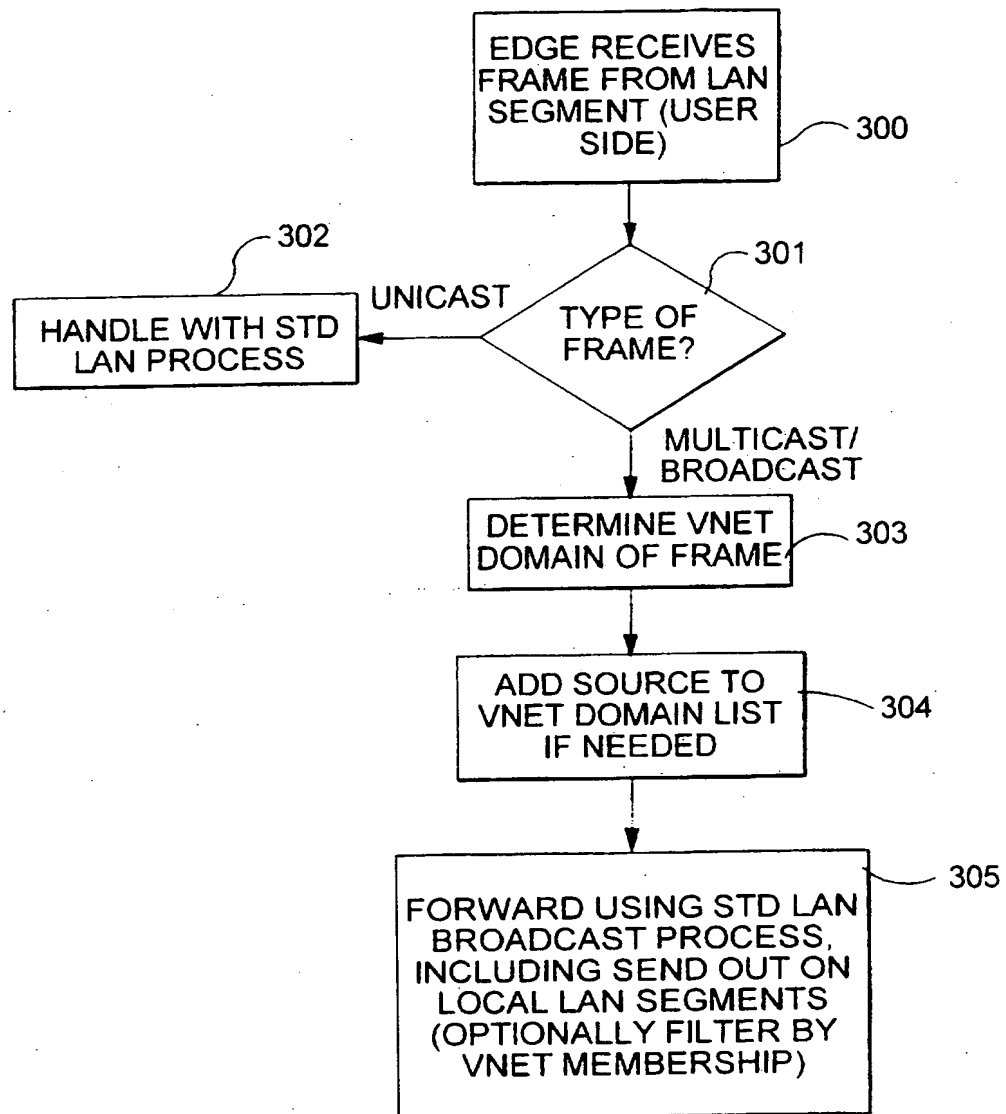 EDGE RECEIVES
FRAME FROM LAN
SEGMENT (USER
SIDE)
300
302
301
UNICAST
HANDLE WITH STD
LAN PROCESS
TYPE OF
FRAME?
MULTICAST/
BROADCAST
DETERMINE VNET
DOMAIN OF FRAME
303
ADD SOURCE TO
VNET DOMAIN LIST
IF NEEDED
304
305
FORWARD USING STD LAN
BROADCAST PROCESS,
INCLUDING SEND OUT ON
LOCAL LAN SEGMENTS
(OPTIONALLY FILTER BY
VNET MEMBERSHIP)